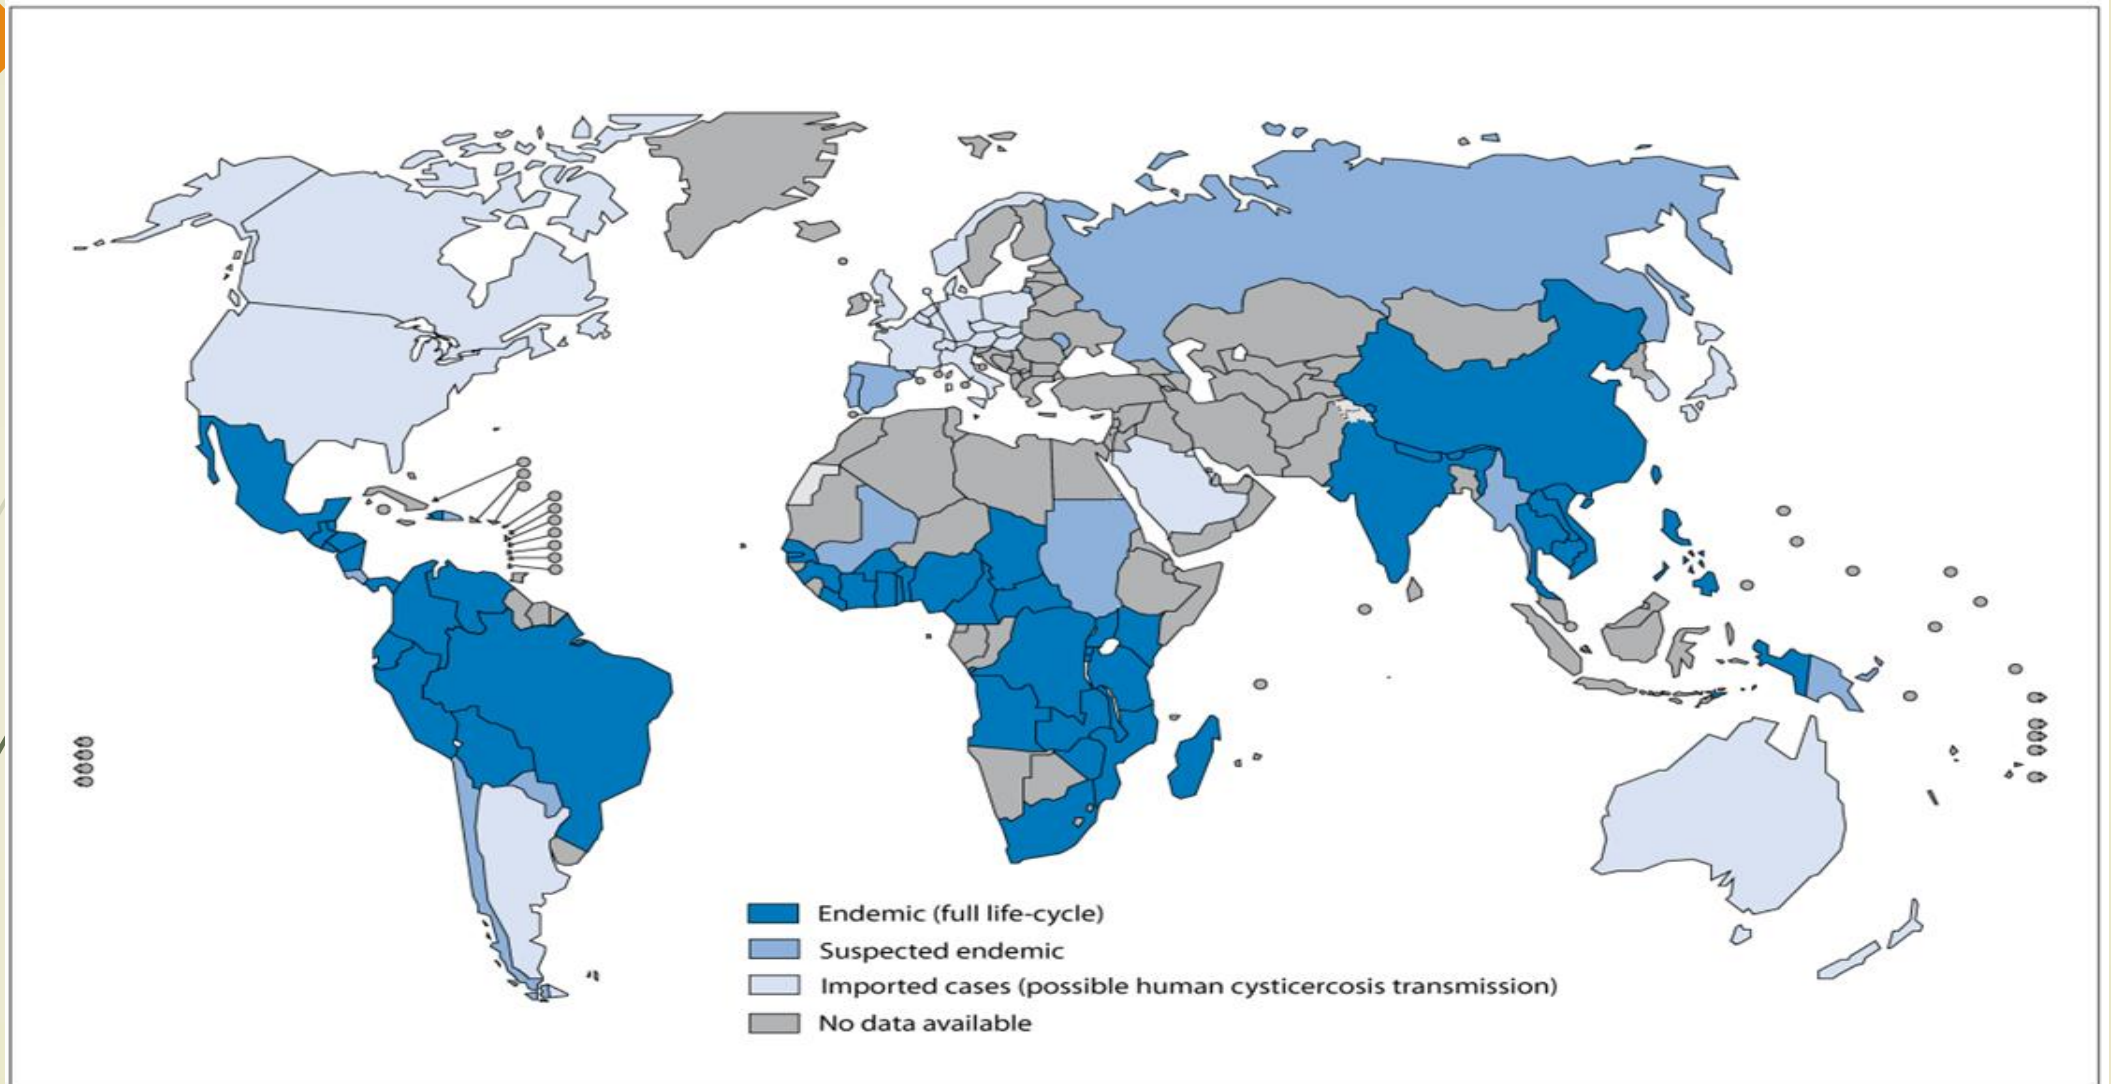 Endemic (full life-cycle)
Suspected endemic
Imported cases (possible human cysticercosis transmission)
No data available